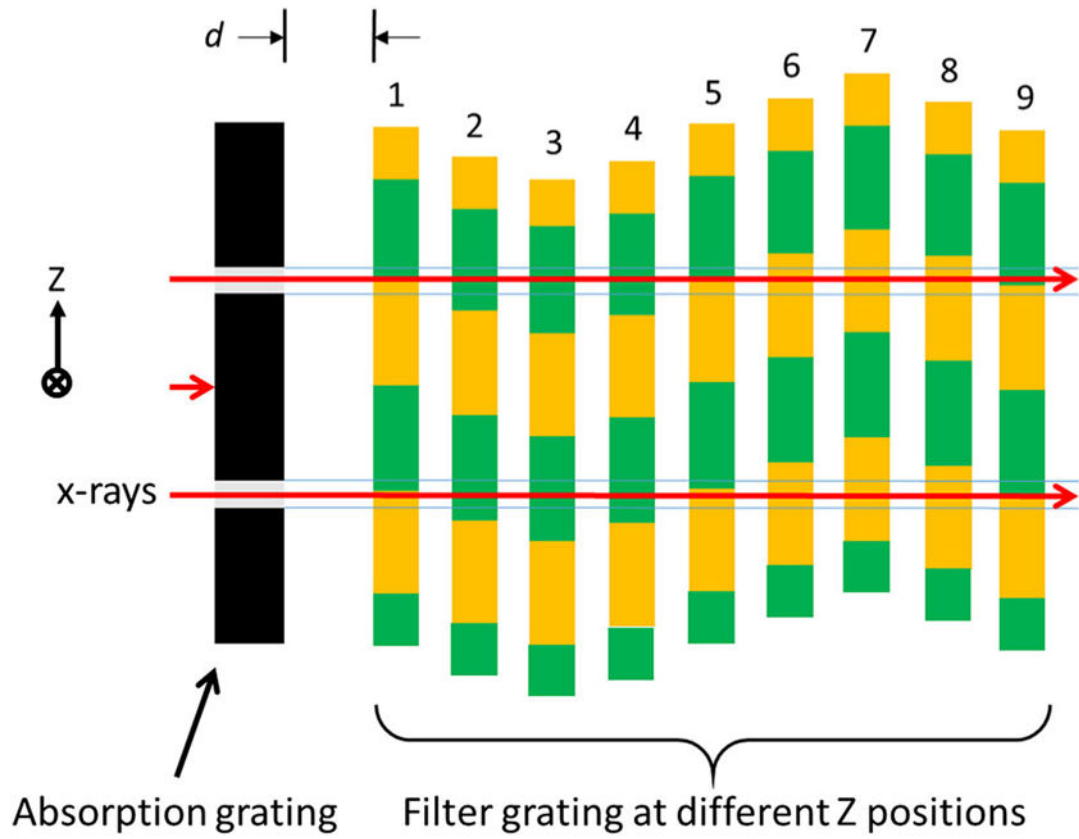 d
1
2
3
4
5
6
7
8
9
Z
x-rays
Absorption grating
Filter grating at different Z positions